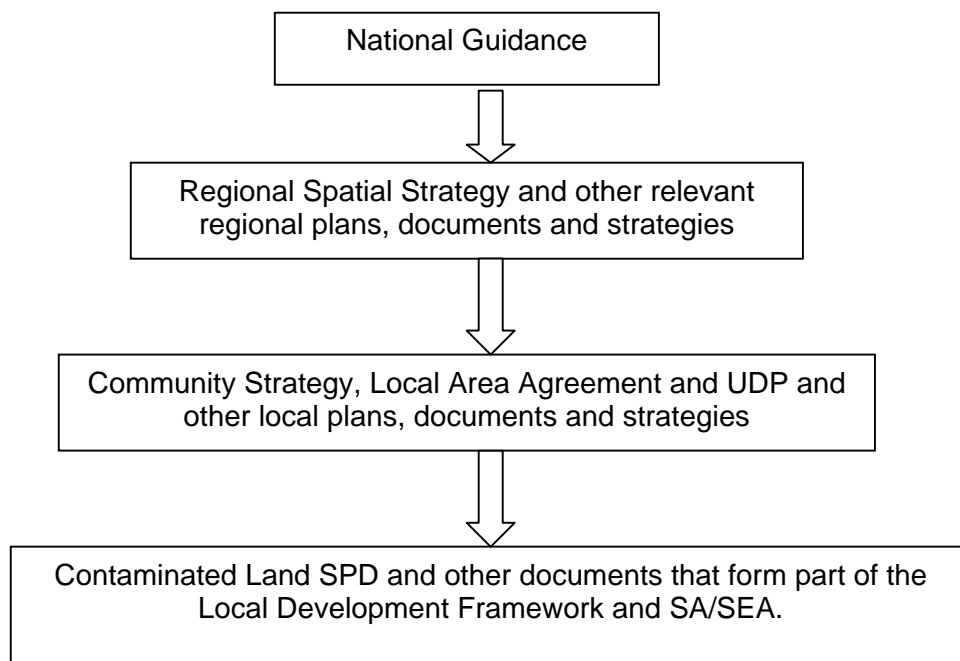 National Guidance
Regional Spatial Strategy and other relevant
regional plans, documents and strategies
Community Strategy, Local Area Agreement and UDP and
other local plans, documents and strategies
Contaminated Land SPD and other documents that form part of the
Local Development Framework and SA/SEA.